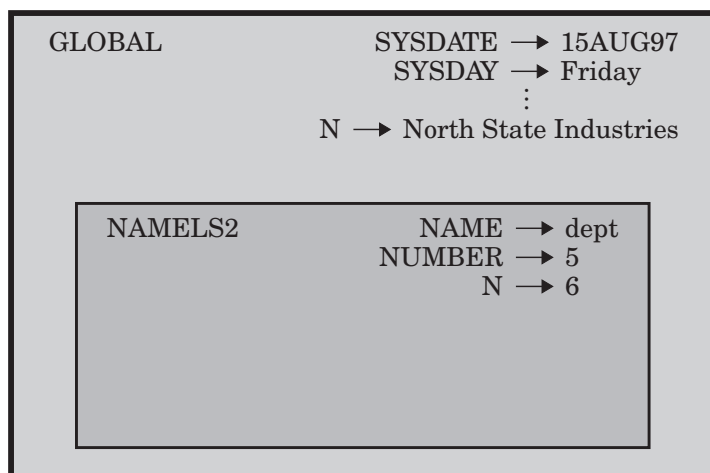 GLOBAL SYSDATE → 15AUG97
SYSDAY → Friday
⋮
N → North State Industries
NAMELS2 NAME → dept
NUMBER → 5
N → 6